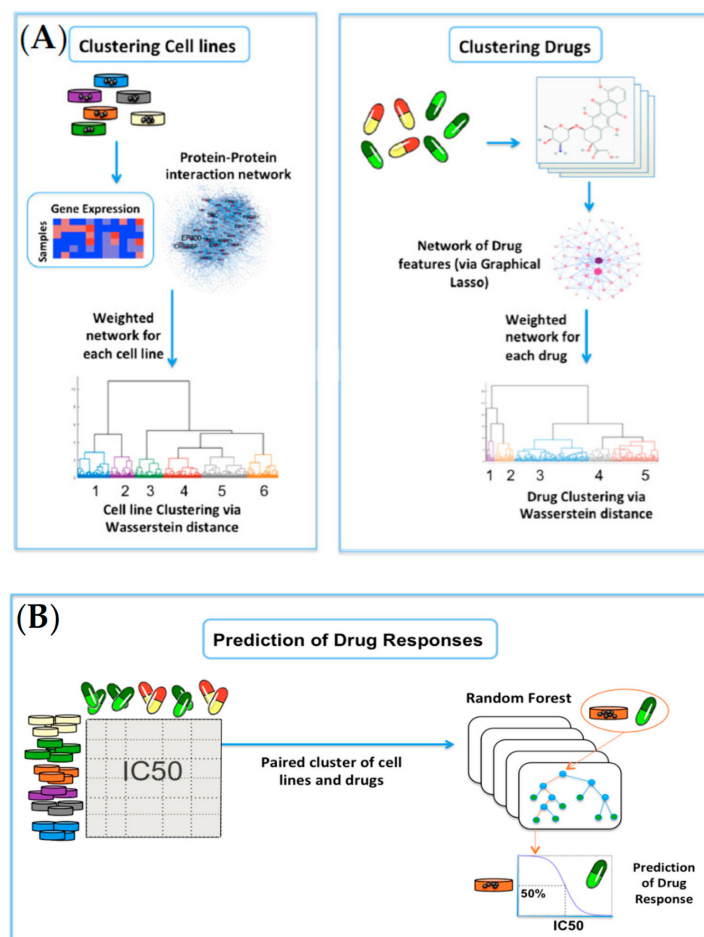 (A)
Clustering Cell lines
Protein-Protein
interaction network
Gene Expression
Samples
EP300
Weighted
network for
each cell line
1 2 3 4 5 6
Cell line Clustering via
Wasserstein distance
Clustering Drugs
Network of Drug
features (via Graphical
Lasso)
Weighted
network for
each drug
1 2 3 4 5
Drug Clustering via
Wasserstein distance
(B)
Prediction of Drug Responses
IC50
Paired cluster of cell
lines and drugs
Random Forest
50%
IC50
Prediction
of Drug
Response